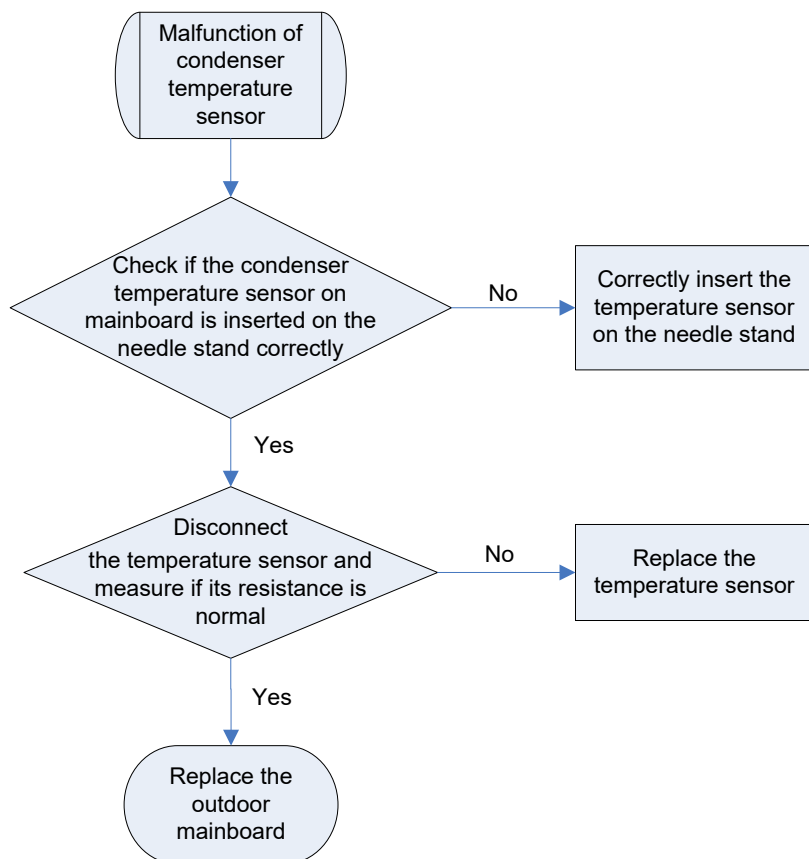 Malfunction of
condenser
temperature
sensor
Check if the condenser
temperature sensor on
mainboard is inserted on the
needle stand correctly
No
Correctly insert the
temperature sensor
on the needle stand
Yes
Disconnect
the temperature sensor and
measure if its resistance is
normal
No
Replace the
temperature sensor
Yes
Replace the
outdoor
mainboard